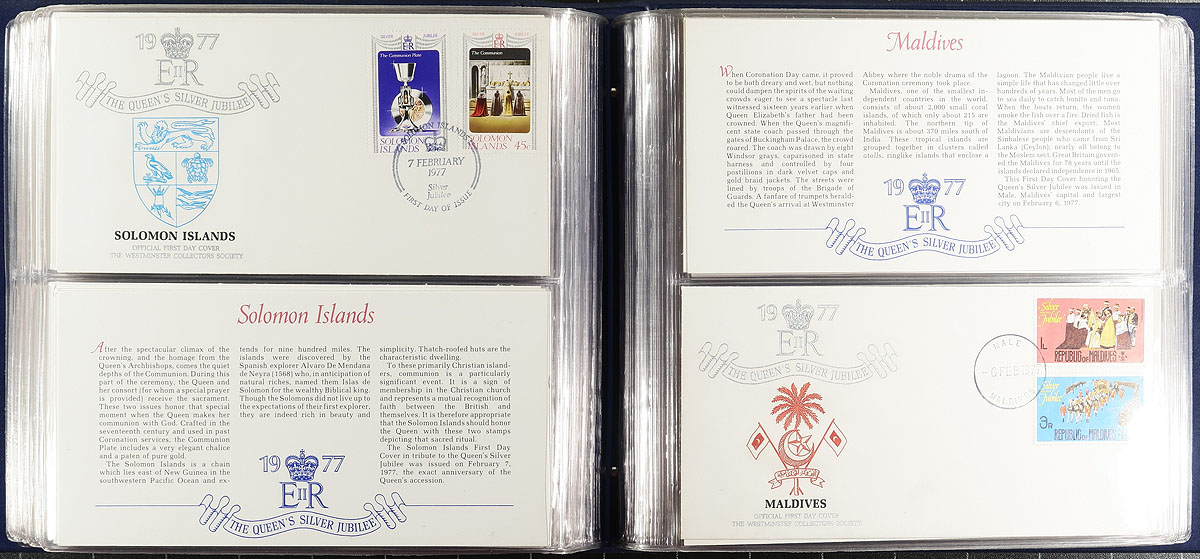 1977
EIIR
THE QUEEN'S SILVER JUBILEE
SOLOMON ISLANDS
OFFICIAL FIRST DAY COVER
THE WESTMINSTER COLLECTORS SOCIETY
SILVER JUBILEE
The Communion Plate
SOLOMON
ISLANDS
SILVER JUBILEE
The Communion
SOLOMON
ISLANDS 45c
SOLOMON ISLANDS
7 FEBRUARY
1977
Silver
Jubilee
FIRST DAY OF ISSUE
Solomon Islands
After the spectacular climax of the
crowning, and the homage from the
Queen's Archbishops, comes the quiet
depths of the Communion. During this
part of the ceremony, the Queen and
her consort [for whom a special prayer
is provided] receive the sacrament.
These two issues honor that special
moment when the Queen makes her
communion with God. Crafted in the
seventeenth century and used in past
Coronation services, the Communion
Plate includes a very elegant chalice
and a paten of pure gold.
The Solomon Islands is a chain
which lies east of New Guinea in the
southwestern Pacific Ocean and ex-
tends for nine hundred miles. The
islands were discovered by the
Spanish explorer Alvaro De Mendana
de Neyra [1568] who, in anticipation of
natural riches, named them Islas de
Solomon for the wealthy Biblical king.
Though the Solomons did not live up to
the expectations of their first explorer,
they are indeed rich in beauty and
simplicity. Thatch-roofed huts are the
characteristic dwelling.
To these primarily Christian island-
ers, communion is a particularly
significant event. It is a sign of
membership in the Christian church
and represents a mutual recognition of
faith between the British and
themselves. It is therefore appropriate
that the Solomon Islands should honor
the Queen with these two stamps
depicting that sacred ritual.
The Solomon Islands First Day
Cover in tribute to the Queen's Silver
Jubilee was issued on February 7,
1977, the exact anniversary of the
Queen's accession.
1977
EIIR
THE QUEEN'S SILVER JUBILEE
Maldives
When Coronation Day came, it proved
to be both dreary and wet, but nothing
could dampen the spirits of the waiting
crowds eager to see a spectacle last
witnessed sixteen years earlier when
Queen Elizabeth's father had been
crowned. When the Queen's magnifi-
cent state coach passed through the
gates of Buckingham Palace, the crowd
roared. The coach was drawn by eight
Windsor grays, caparisoned in state
harness and controlled by four
postillions in dark velvet caps and
gold braid jackets. The streets were
lined by troops of the Brigade of
Guards. A fanfare of trumpets herald-
ed the Queen's arrival at Westminster
Abbey where the noble drama of the
Coronation ceremony took place.
Maldives, one of the smallest in-
dependent countries in the world,
consists of about 2,000 small coral
islands, of which only about 215 are
inhabited. The northern tip of
Maldives is about 370 miles south of
India. These tropical islands are
grouped together in clusters called
atolls, ringlike islands that enclose a
lagoon. The Maldivian people live a
simple life that has changed little over
hundreds of years. Most of the men go
to sea daily to catch bonito and tuna.
When the boats return, the women
smoke the fish over a fire. Dried fish is
the Maldives' chief export. Most
Maldivians are descendants of the
Sinhalese people who came from Sri
Lanka (Ceylon); nearly all belong to
the Moslem sect. Great Britain govern-
ed the Maldives for 78 years until the
islands declared independence in 1965.
This First Day Cover honoring the
Queen's Silver Jubilee was issued in
Male, Maldives' capital and largest
city on February 6, 1977.
1977
EIIR
THE QUEEN'S SILVER JUBILEE
1977
EIIR
THE QUEEN'S SILVER JUBILEE
MALDIVES
OFFICIAL FIRST DAY COVER
THE WESTMINSTER COLLECTORS SOCIETY
Silver
Jubilee
1L
REPUBLIC OF MALDIVES
MALE
-6 FEB 1977
MALDIVES
Silver
Jubilee
3R
REPUBLIC OF MALDIVES